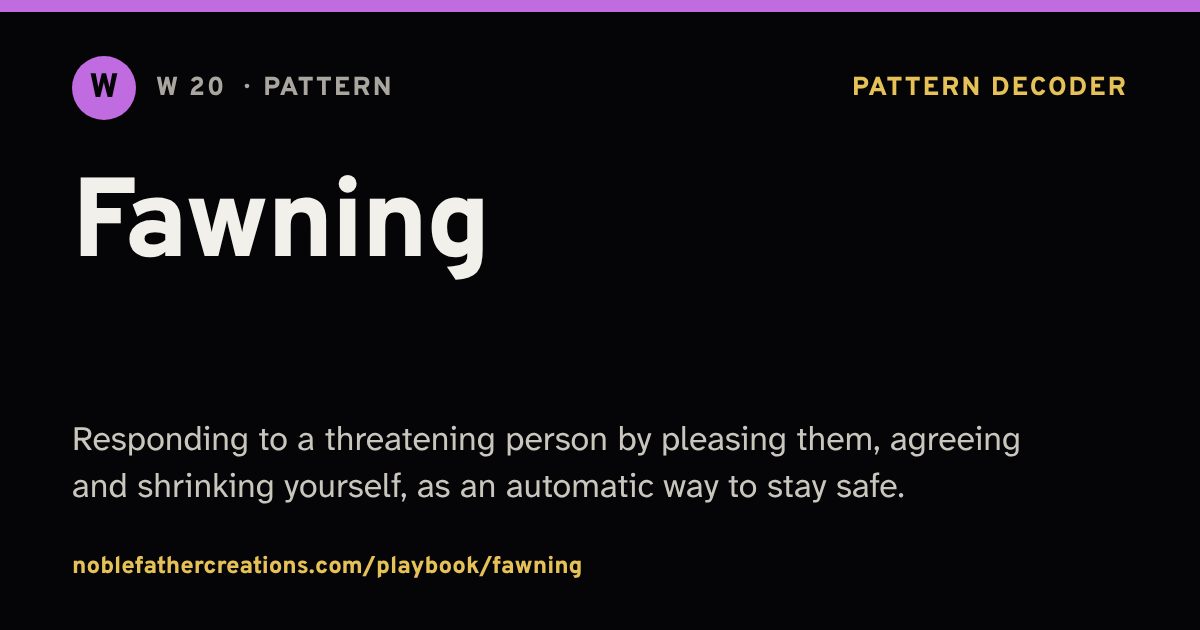 W
W 20 · PATTERN
PATTERN DECODER
Fawning
Responding to a threatening person by pleasing them, agreeing
and shrinking yourself, as an automatic way to stay safe.
noblefathercreations.com/playbook/fawning